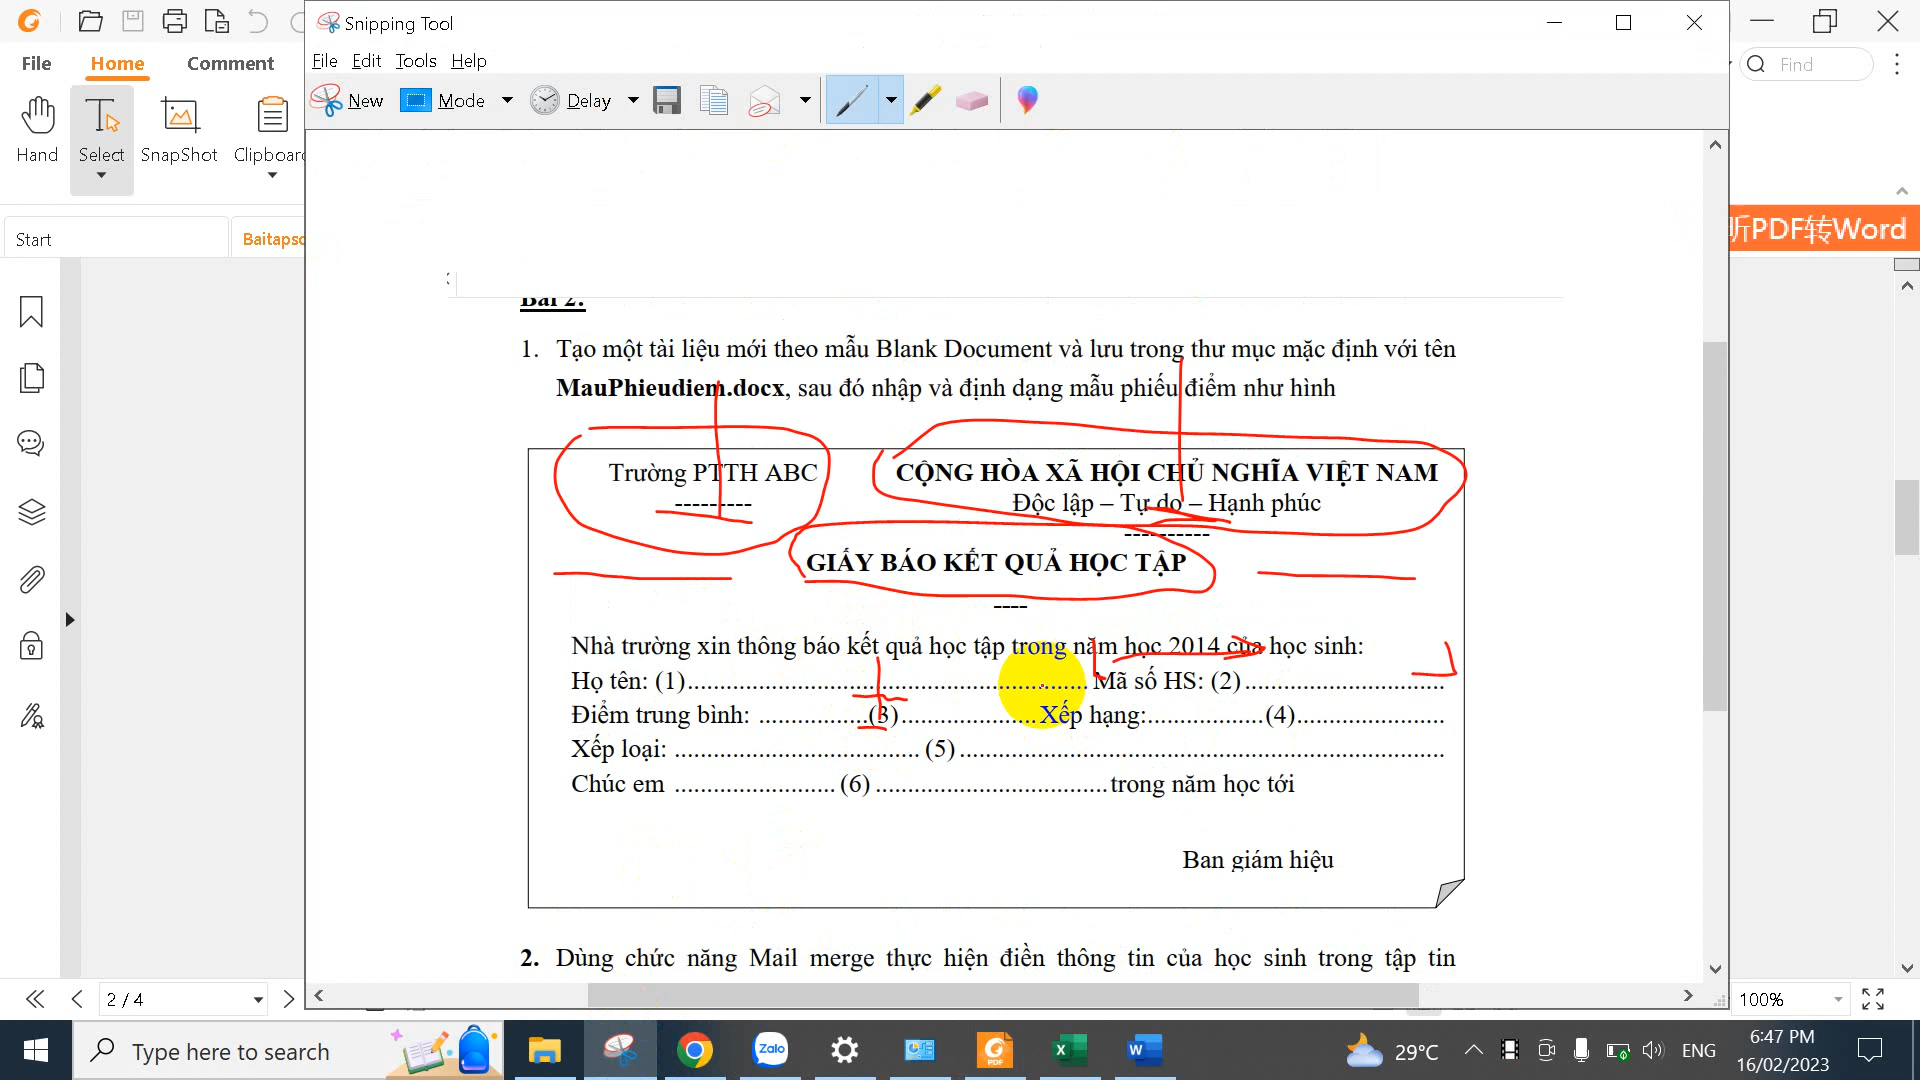 Snipping Tool
File Edit Tools Help
New Mode Delay
File Home Comment
Find
Hand Select SnapShot Clipboard
Start
Baitapso
听PDF转Word
Bài 2:
1. Tạo một tài liệu mới theo mẫu Blank Document và lưu trong thư mục mặc định với tên
MauPhieudiem.docx, sau đó nhập và định dạng mẫu phiếu điểm như hình
Trường PTTH ABC
---------
CỘNG HÒA XÃ HỘI CHỦ NGHĨA VIỆT NAM
Độc lập – Tự do – Hạnh phúc
----------
GIẤY BÁO KẾT QUẢ HỌC TẬP
----
Nhà trường xin thông báo kết quả học tập trong năm học 2014 của học sinh:
Họ tên: (1)............................................................. Mã số HS: (2)...............................
Điểm trung bình: .................(3).....................Xếp hạng:..................(4).......................
Xếp loại: ...................................... (5)...........................................................................
Chúc em ......................... (6)....................................trong năm học tới
Ban giám hiệu
2. Dùng chức năng Mail merge thực hiện điền thông tin của học sinh trong tập tin
2 / 4
100%
Type here to search
Zalo
PDF
29°C
ENG
6:47 PM
16/02/2023